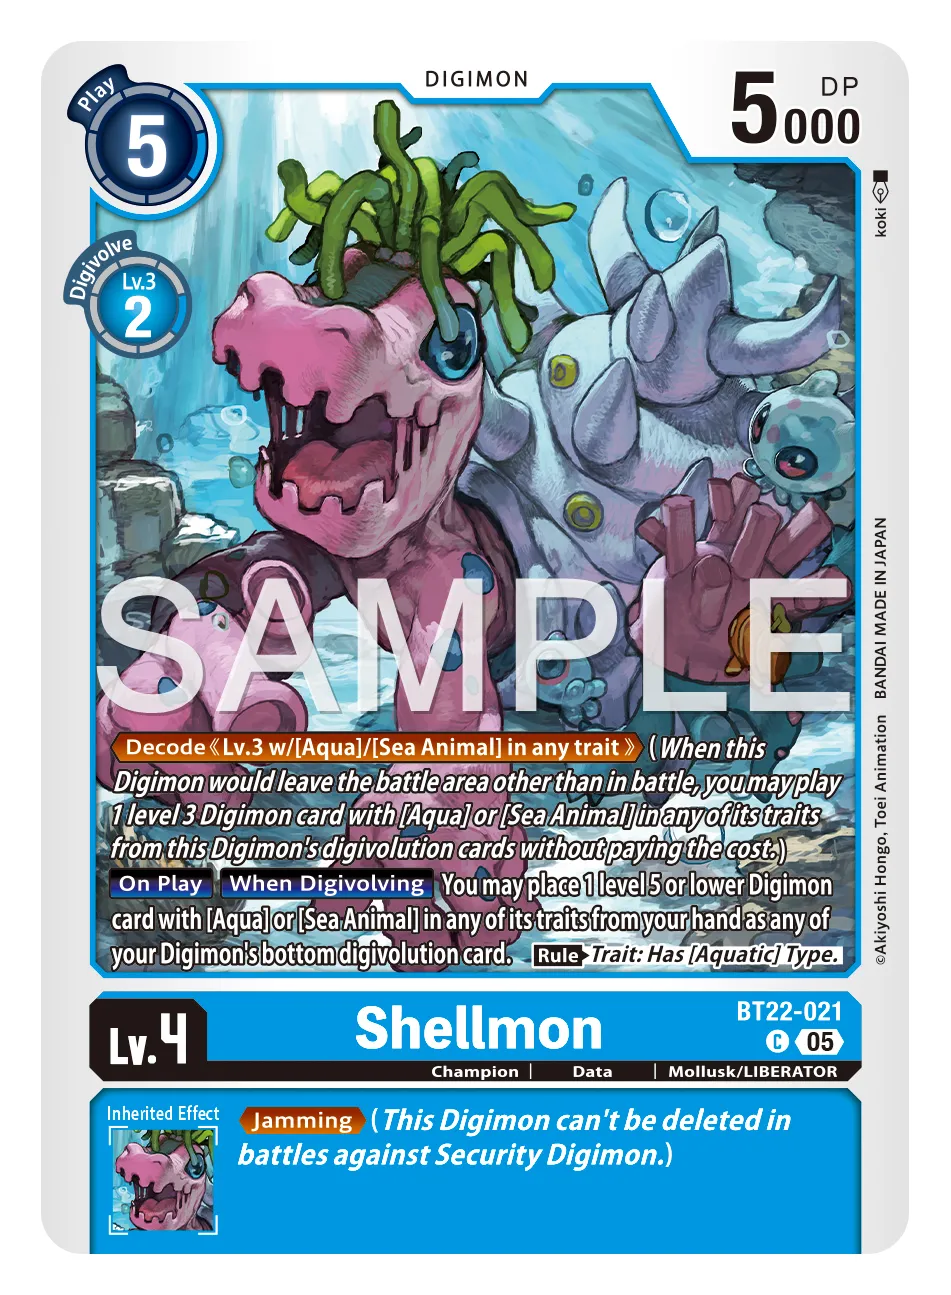 DIGIMON
Play
5
DP
5000
Digivolve
Lv.3
2
koki
SAMPLE
Decode《Lv.3 w/[Aqua]/[Sea Animal] in any trait》(When this
Digimon would leave the battle area other than in battle, you may play
1 level 3 Digimon card with [Aqua] or [Sea Animal] in any of its traits
from this Digimon's digivolution cards without paying the cost.)
On Play When Digivolving You may place 1 level 5 or lower Digimon
card with [Aqua] or [Sea Animal] in any of its traits from your hand as any of
your Digimon's bottom digivolution card. Rule Trait: Has [Aquatic] Type.
©Akiyoshi Hongo, Toei Animation BANDAI MADE IN JAPAN
Lv.4
Shellmon
BT22-021
C 05
Champion | Data | Mollusk/LIBERATOR
Inherited Effect
Jamming (This Digimon can't be deleted in
battles against Security Digimon.)